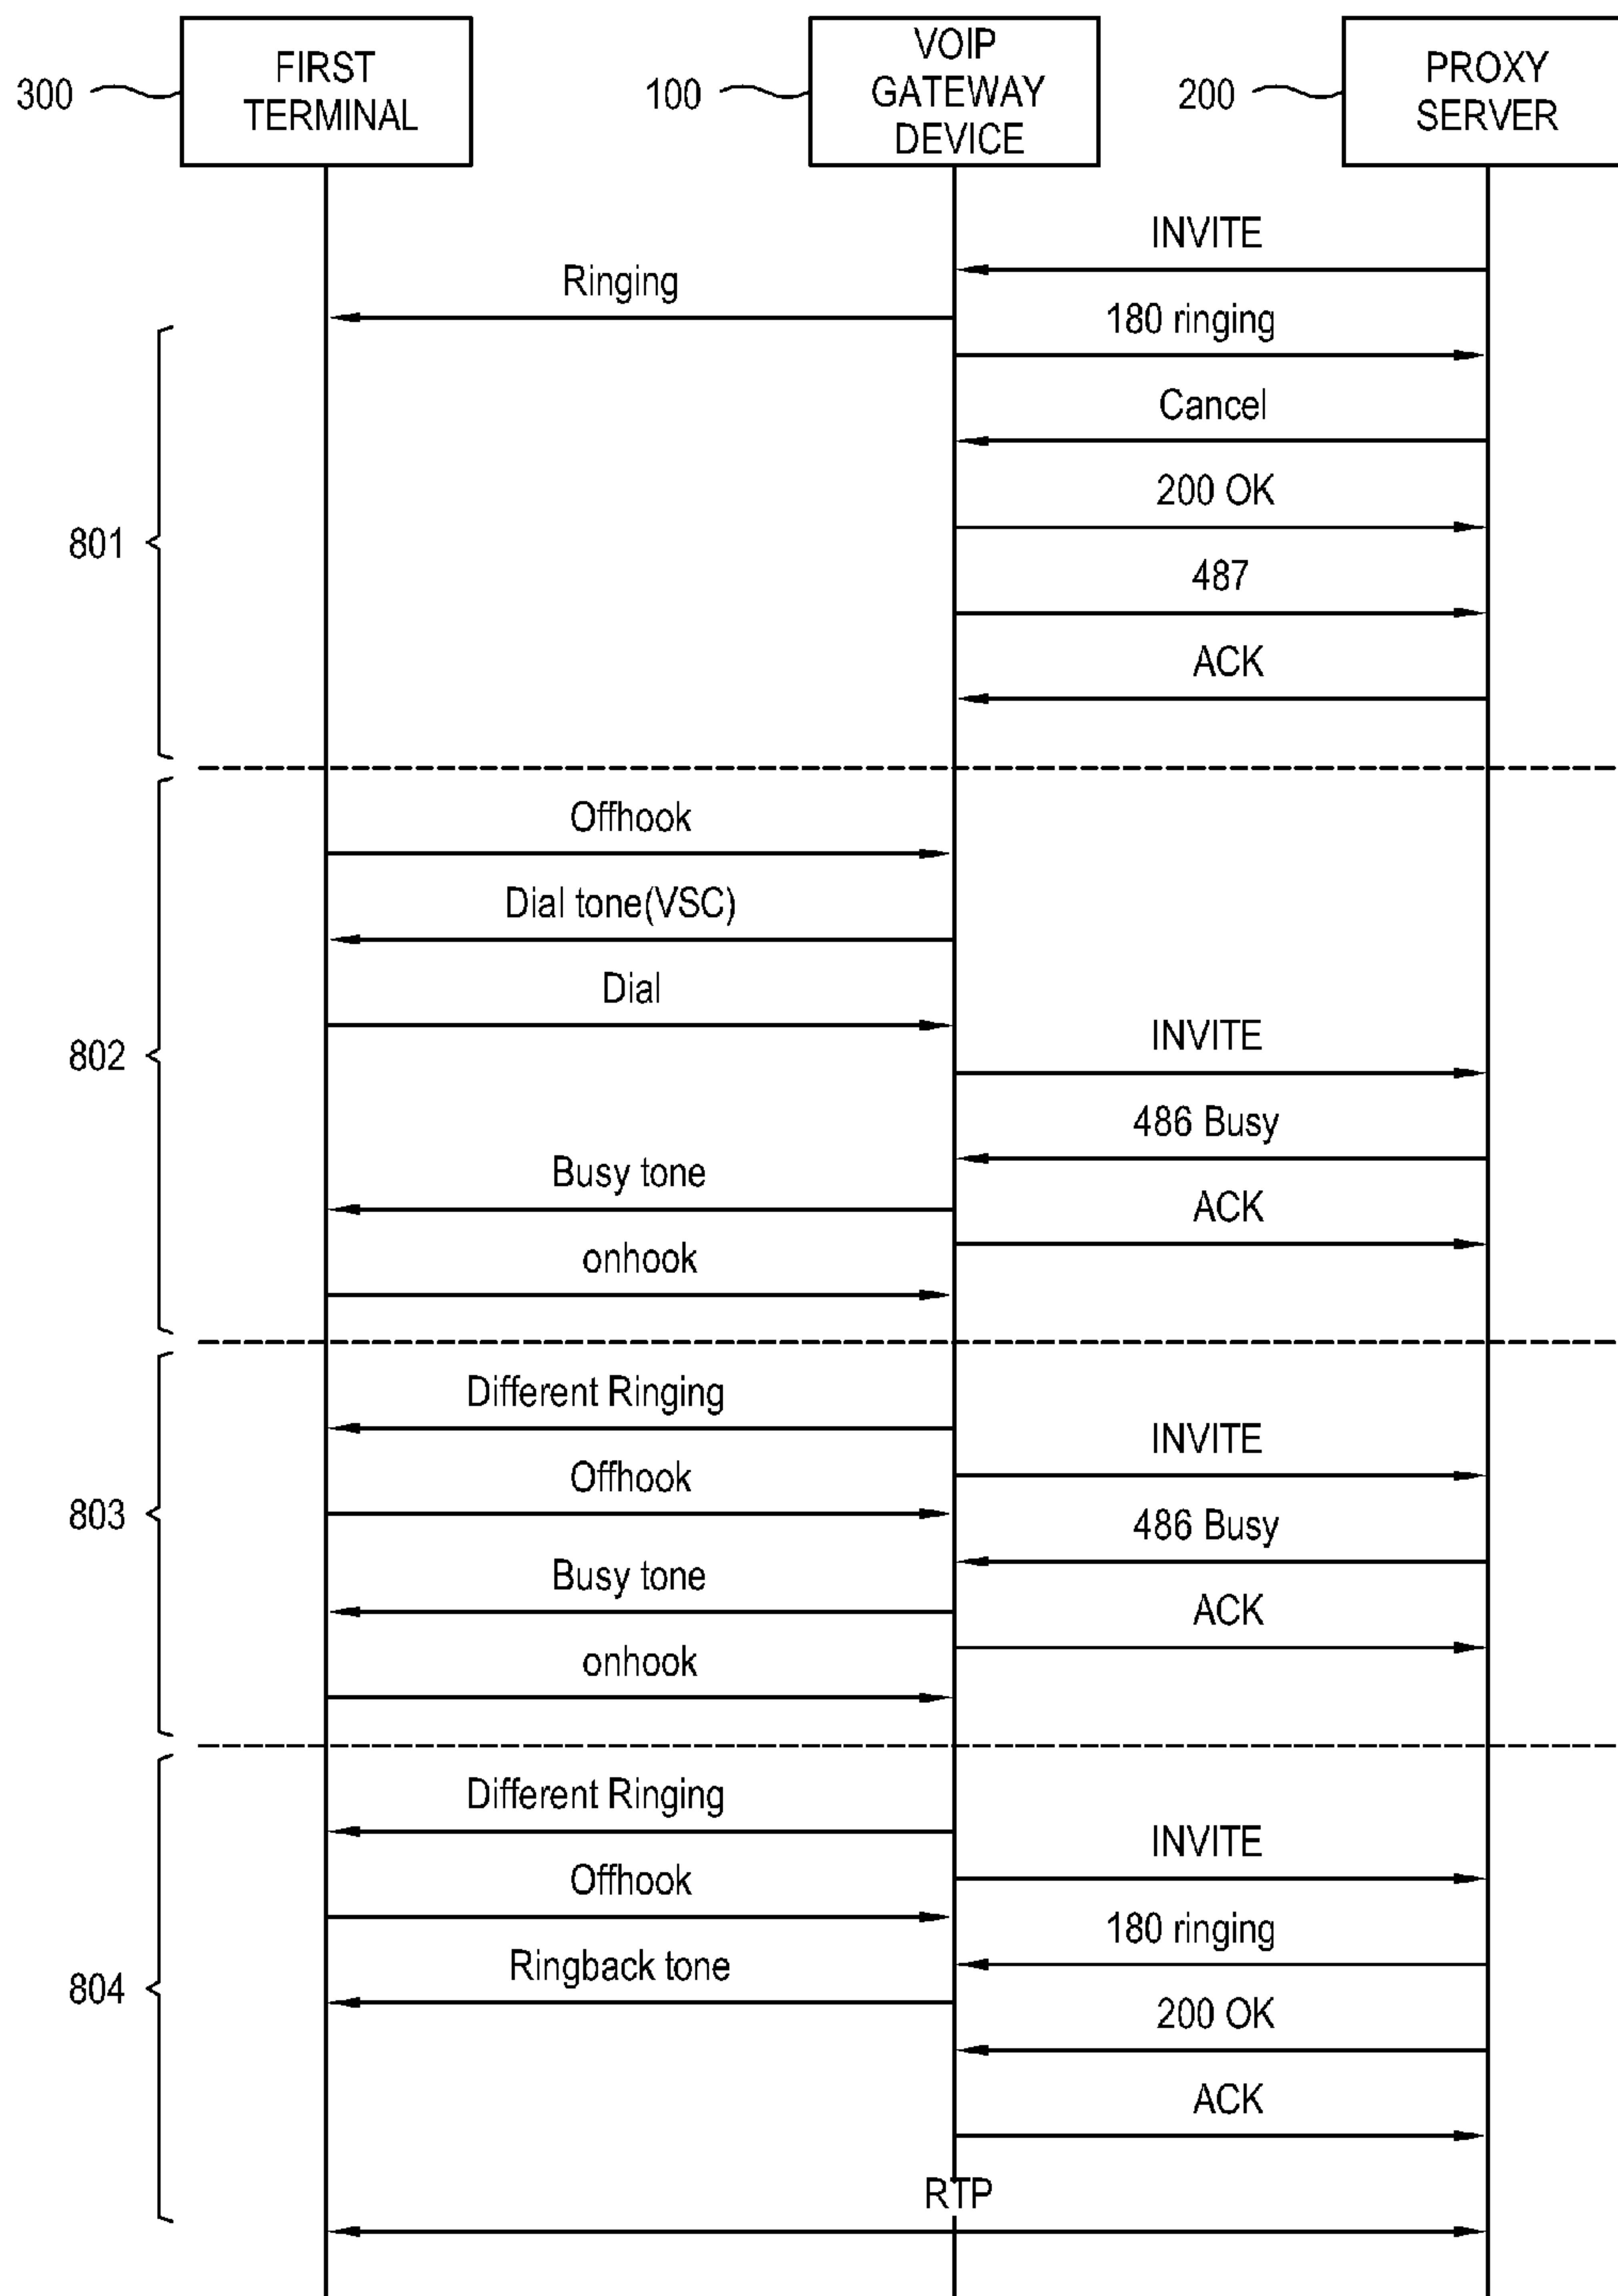 300
FIRST
TERMINAL
100
VOIP
GATEWAY
DEVICE
200
PROXY
SERVER
INVITE
Ringing
180 ringing
Cancel
200 OK
801
487
ACK
Offhook
Dial tone(VSC)
Dial
802
INVITE
486 Busy
Busy tone
ACK
onhook
Different Ringing
INVITE
Offhook
803
486 Busy
Busy tone
ACK
onhook
Different Ringing
INVITE
Offhook
180 ringing
Ringback tone
804
200 OK
ACK
RTP